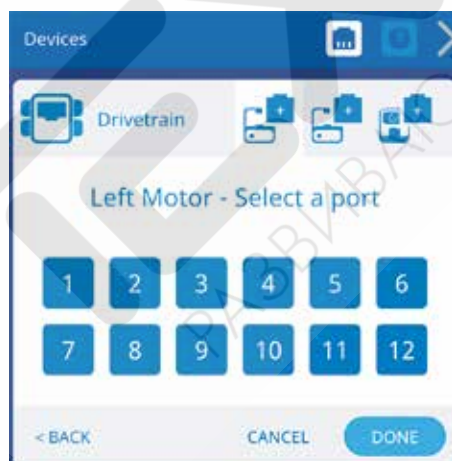 Devices
Drivetrain
Left Motor - Select a port
1 2 3 4 5 6
7 8 9 10 11 12
< BACK CANCEL DONE